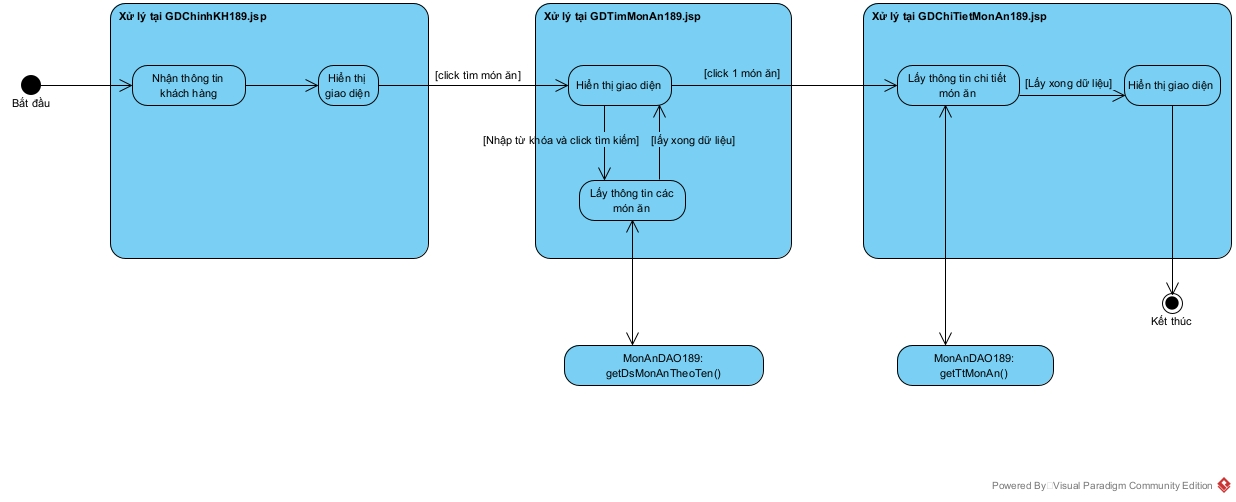 Xử lý tại GDChinhKH189.jsp
Xử lý tại GDTimMonAn189.jsp
Xử lý tại GDChiTietMonAn189.jsp
Bắt đầu
Nhận thông tin
khách hàng
Hiển thị
giao diện
[click tìm món ăn]
Hiển thị giao diện
[click 1 món ăn]
Lấy thông tin chi tiết
món ăn
[Lấy xong dữ liệu]
Hiển thị giao diện
[Nhập từ khóa và click tìm kiếm]
[lấy xong dữ liệu]
Lấy thông tin các
món ăn
Kết thúc
MonAnDAO189:
getDsMonAnTheoTen()
MonAnDAO189:
getTtMonAn()
Powered By Visual Paradigm Community Edition